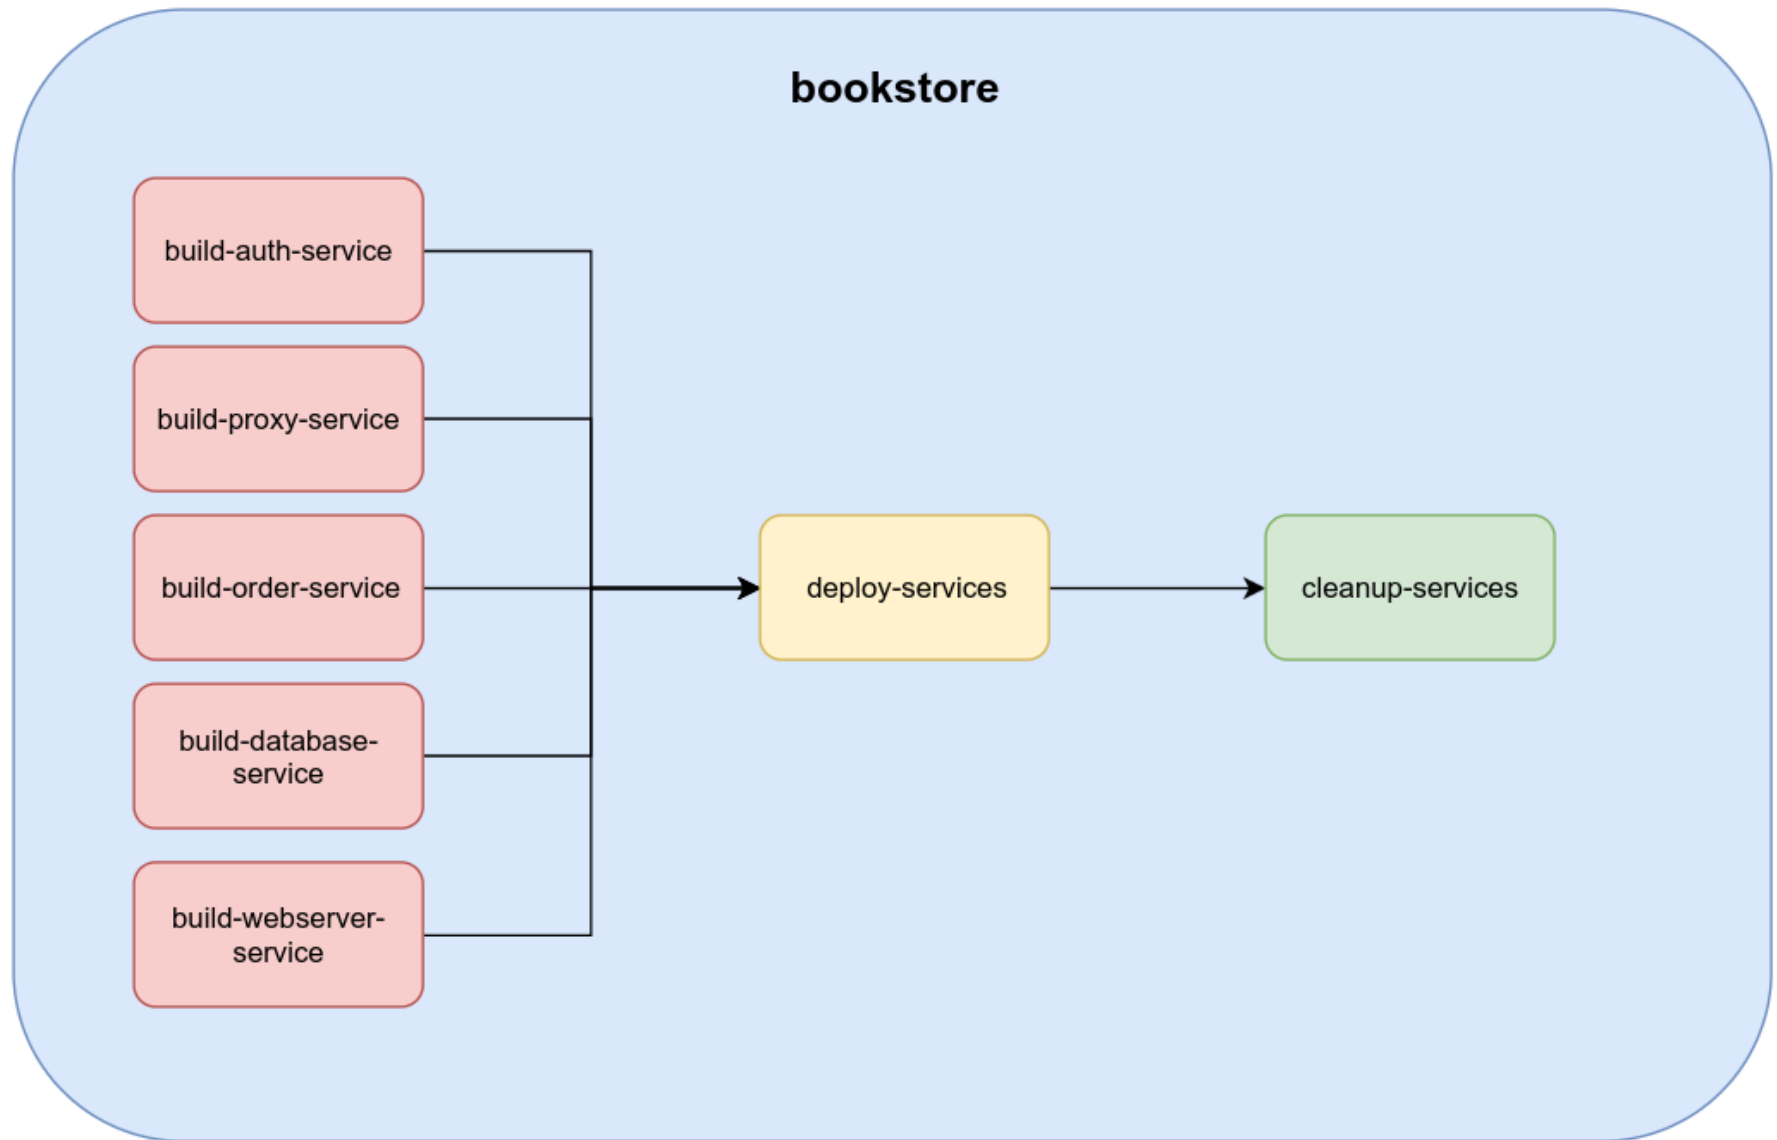 bookstore
build-auth-service
build-proxy-service
build-order-service
deploy-services
cleanup-services
build-database-
service
build-webserver-
service